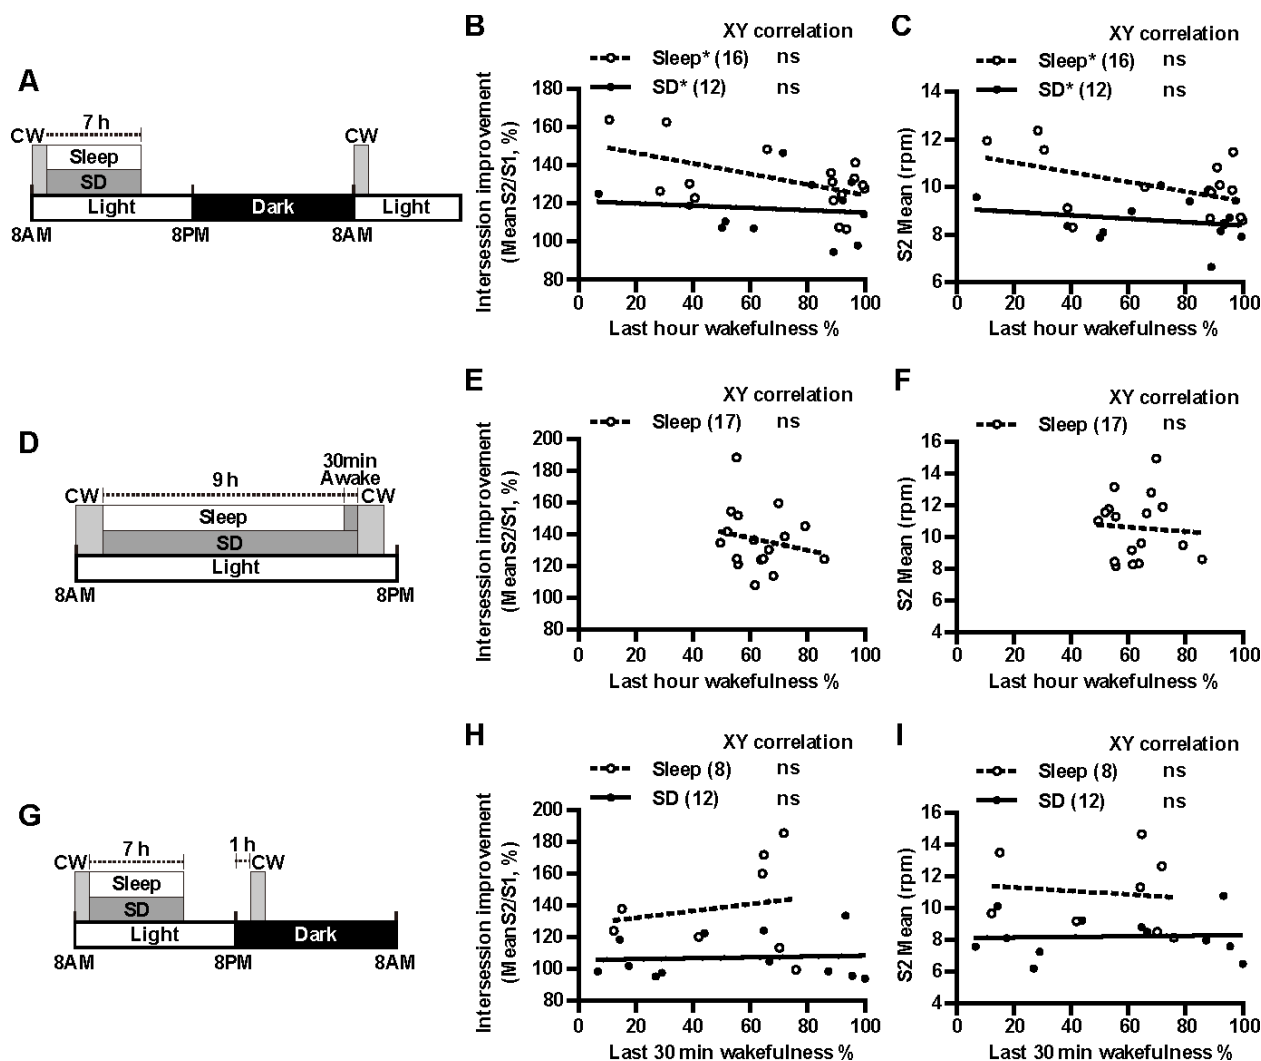 A
7 h
CW
CW
Sleep
SD
Light
Dark
Light
8AM
8PM
8AM
B
XY correlation
Sleep* (16) ns
SD* (12) ns
Intersession improvement
(MeanS2/S1, %)
180
160
140
120
100
80
0 20 40 60 80 100
Last hour wakefulness %
C
XY correlation
Sleep* (16) ns
SD* (12) ns
S2 Mean (rpm)
14
12
10
8
6
0 20 40 60 80 100
Last hour wakefulness %
D
30min
Awake
9 h
CW
CW
Sleep
SD
Light
8AM
8PM
E
XY correlation
Sleep (17) ns
Intersession improvement
(MeanS2/S1, %)
200
180
160
140
120
100
80
0 20 40 60 80 100
Last hour wakefulness %
F
XY correlation
Sleep (17) ns
S2 Mean (rpm)
16
14
12
10
8
6
4
0 20 40 60 80 100
Last hour wakefulness %
G
7 h
1 h
CW
CW
Sleep
SD
Light
Dark
8AM
8PM
8AM
H
XY correlation
Sleep (8) ns
SD (12) ns
Intersession improvement
(MeanS2/S1, %)
200
180
160
140
120
100
80
0 20 40 60 80 100
Last 30 min wakefulness %
I
XY correlation
Sleep (8) ns
SD (12) ns
S2 Mean (rpm)
16
14
12
10
8
6
4
0 20 40 60 80 100
Last 30 min wakefulness %